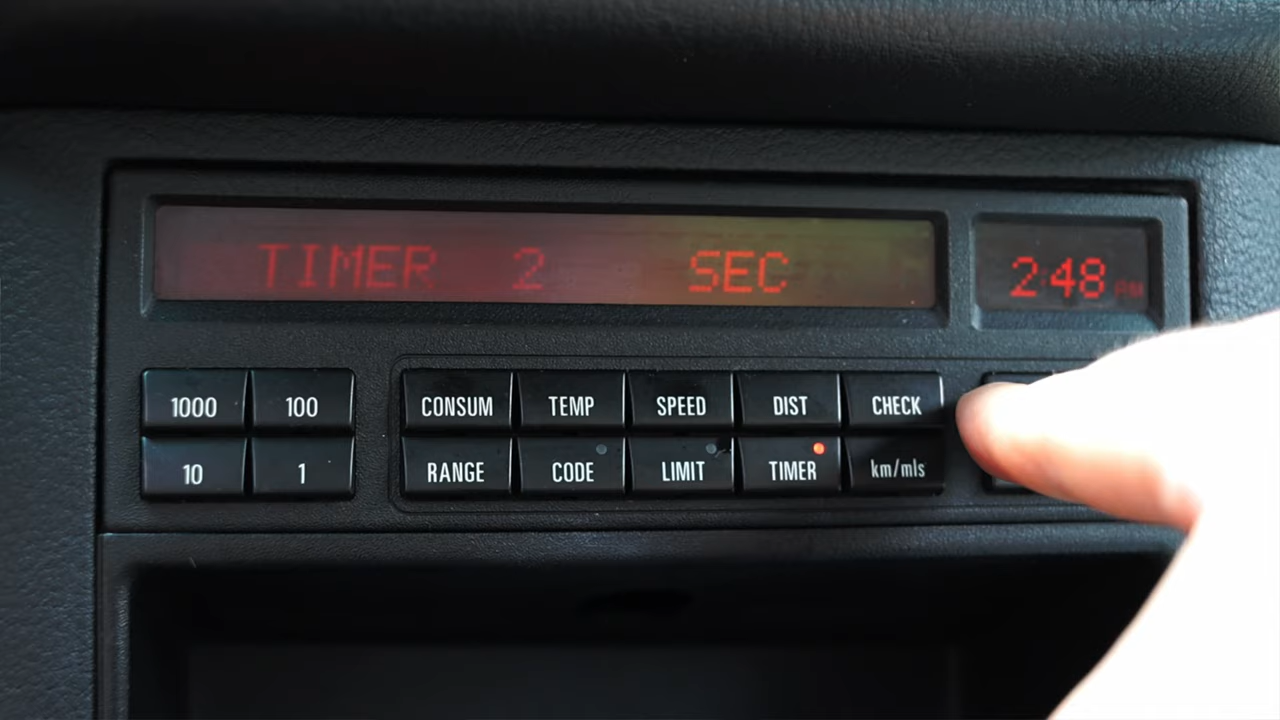 TIMER 2 SEC
2:48 AM
1000 100
CONSUM TEMP SPEED DIST CHECK
10 1
RANGE CODE LIMIT TIMER km/mls